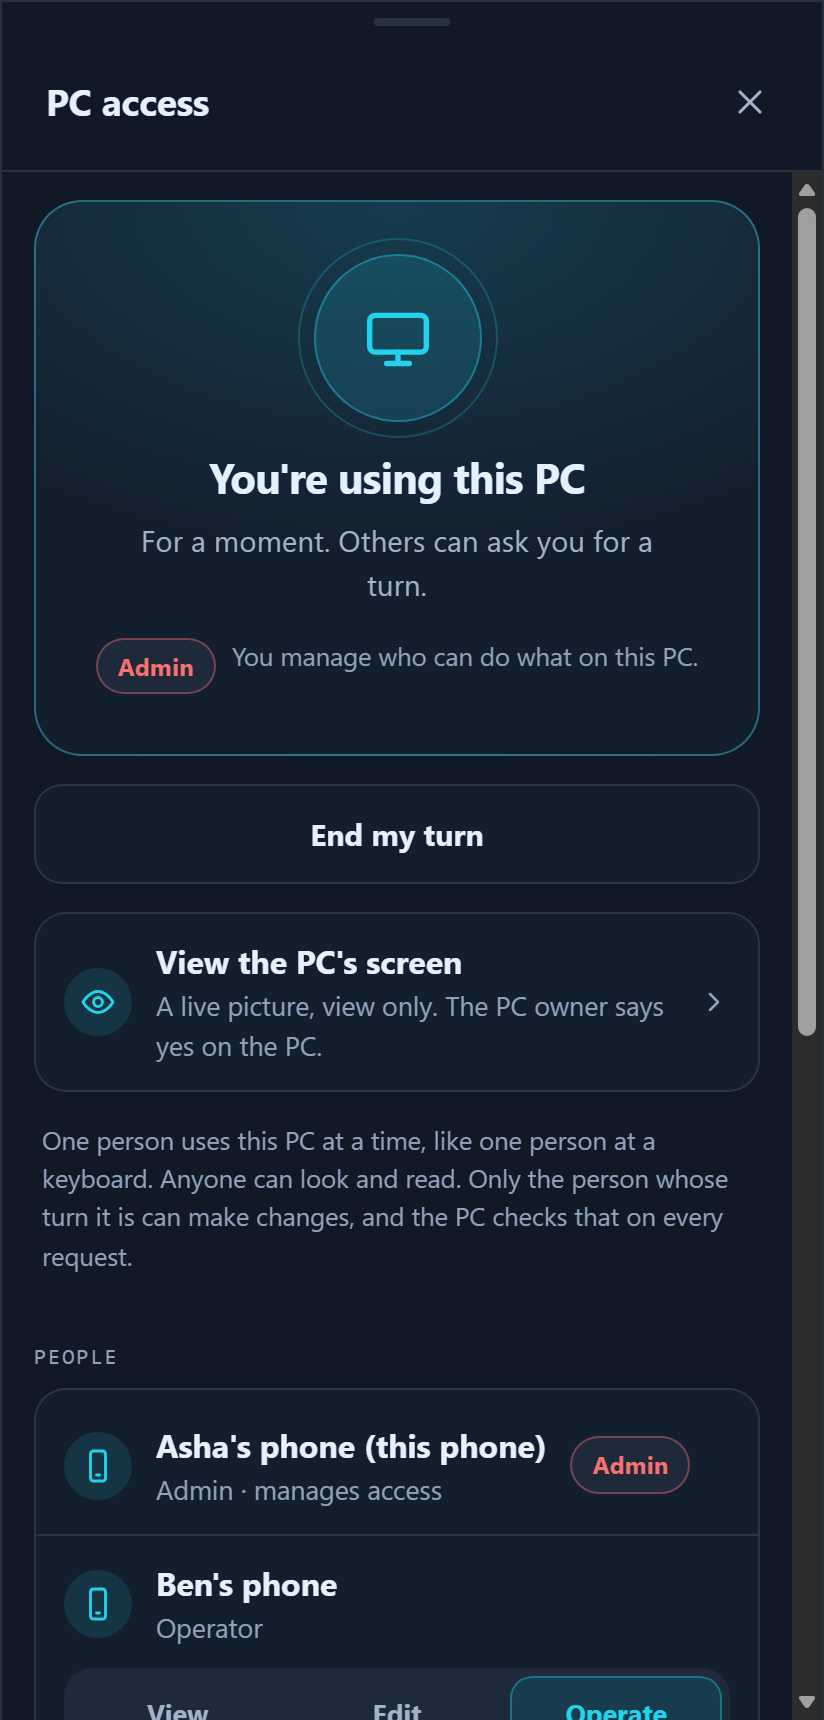 PC access
You're using this PC
For a moment. Others can ask you for a
turn.
Admin You manage who can do what on this PC.
End my turn
View the PC's screen
A live picture, view only. The PC owner says
yes on the PC.
One person uses this PC at a time, like one person at a
keyboard. Anyone can look and read. Only the person whose
turn it is can make changes, and the PC checks that on every
request.
PEOPLE
Asha's phone (this phone) Admin
Admin · manages access
Ben's phone
Operator
View Edit Operate